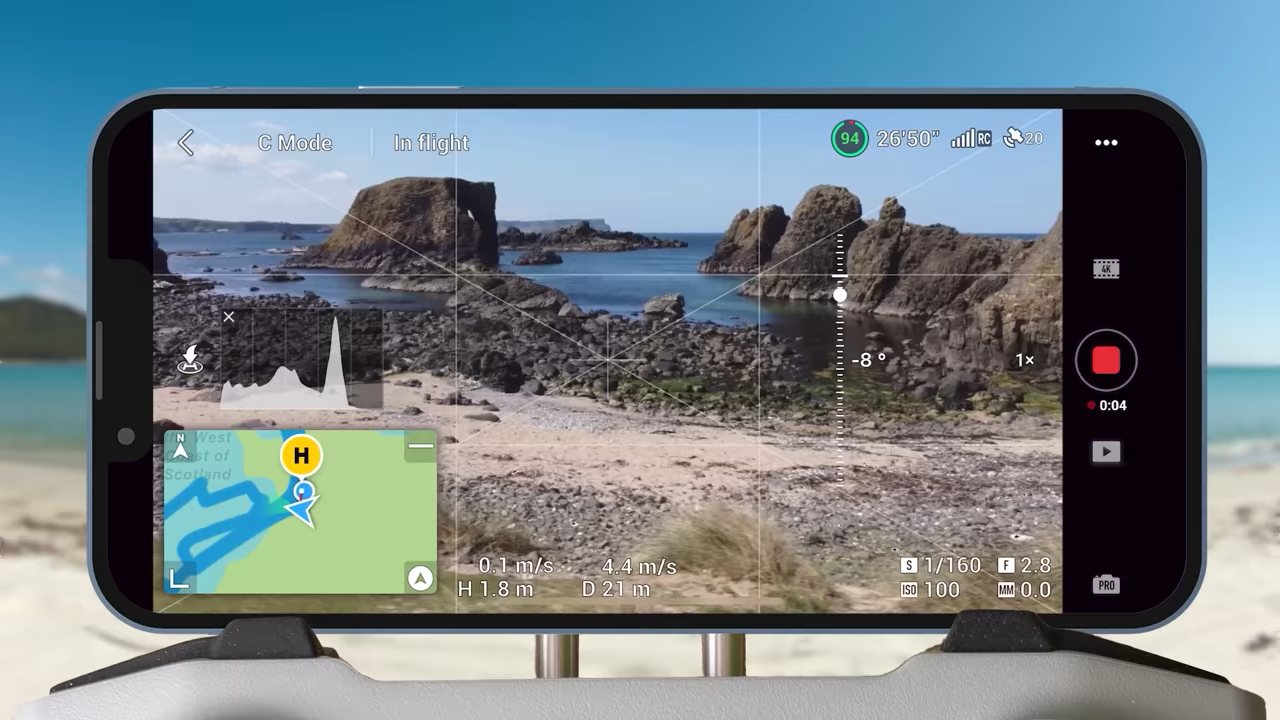 C Mode
In flight
94
26'50"
RC
20
4K
-8°
1×
0:04
N
West
st of
Scotland
H
0.1 m/s
4.4 m/s
H 1.8 m
D 21 m
S 1/160
F 2.8
ISO 100
MM 0.0
PRO